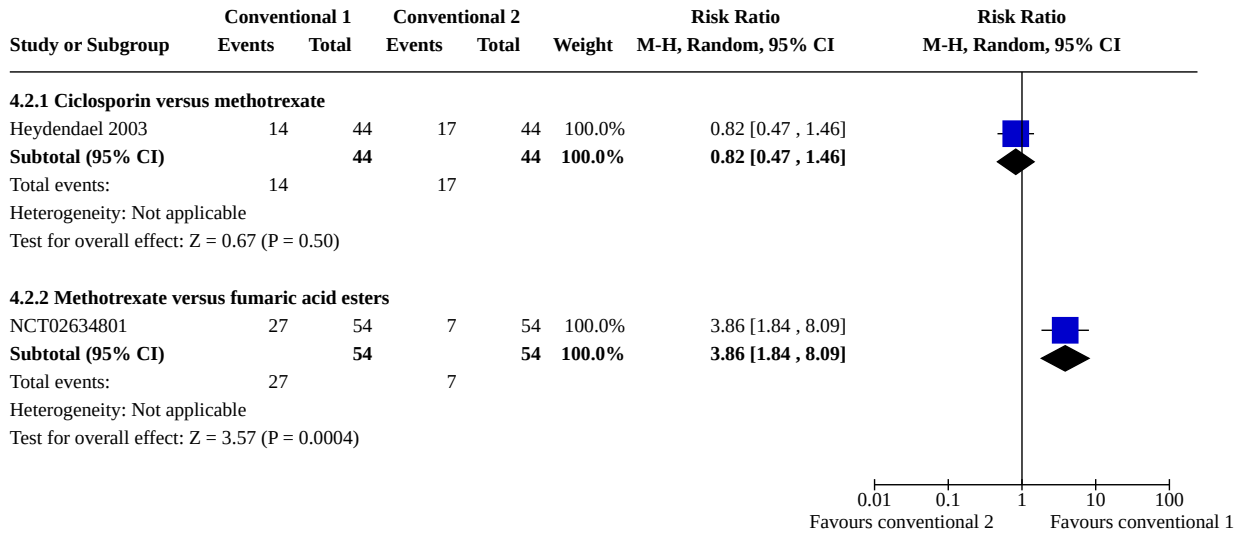 Conventional 1 Conventional 2 Risk Ratio Risk Ratio
Study or Subgroup Events Total Events Total Weight M-H, Random, 95% CI M-H, Random, 95% CI
4.2.1 Ciclosporin versus methotrexate
Heydendael 2003 14 44 17 44 100.0% 0.82 [0.47 , 1.46]
Subtotal (95% CI) 44 44 100.0% 0.82 [0.47 , 1.46]
Total events: 14 17
Heterogeneity: Not applicable
Test for overall effect: Z = 0.67 (P = 0.50)
4.2.2 Methotrexate versus fumaric acid esters
NCT02634801 27 54 7 54 100.0% 3.86 [1.84 , 8.09]
Subtotal (95% CI) 54 54 100.0% 3.86 [1.84 , 8.09]
Total events: 27 7
Heterogeneity: Not applicable
Test for overall effect: Z = 3.57 (P = 0.0004)
0.01 0.1 1 10 100
Favours conventional 2 Favours conventional 1